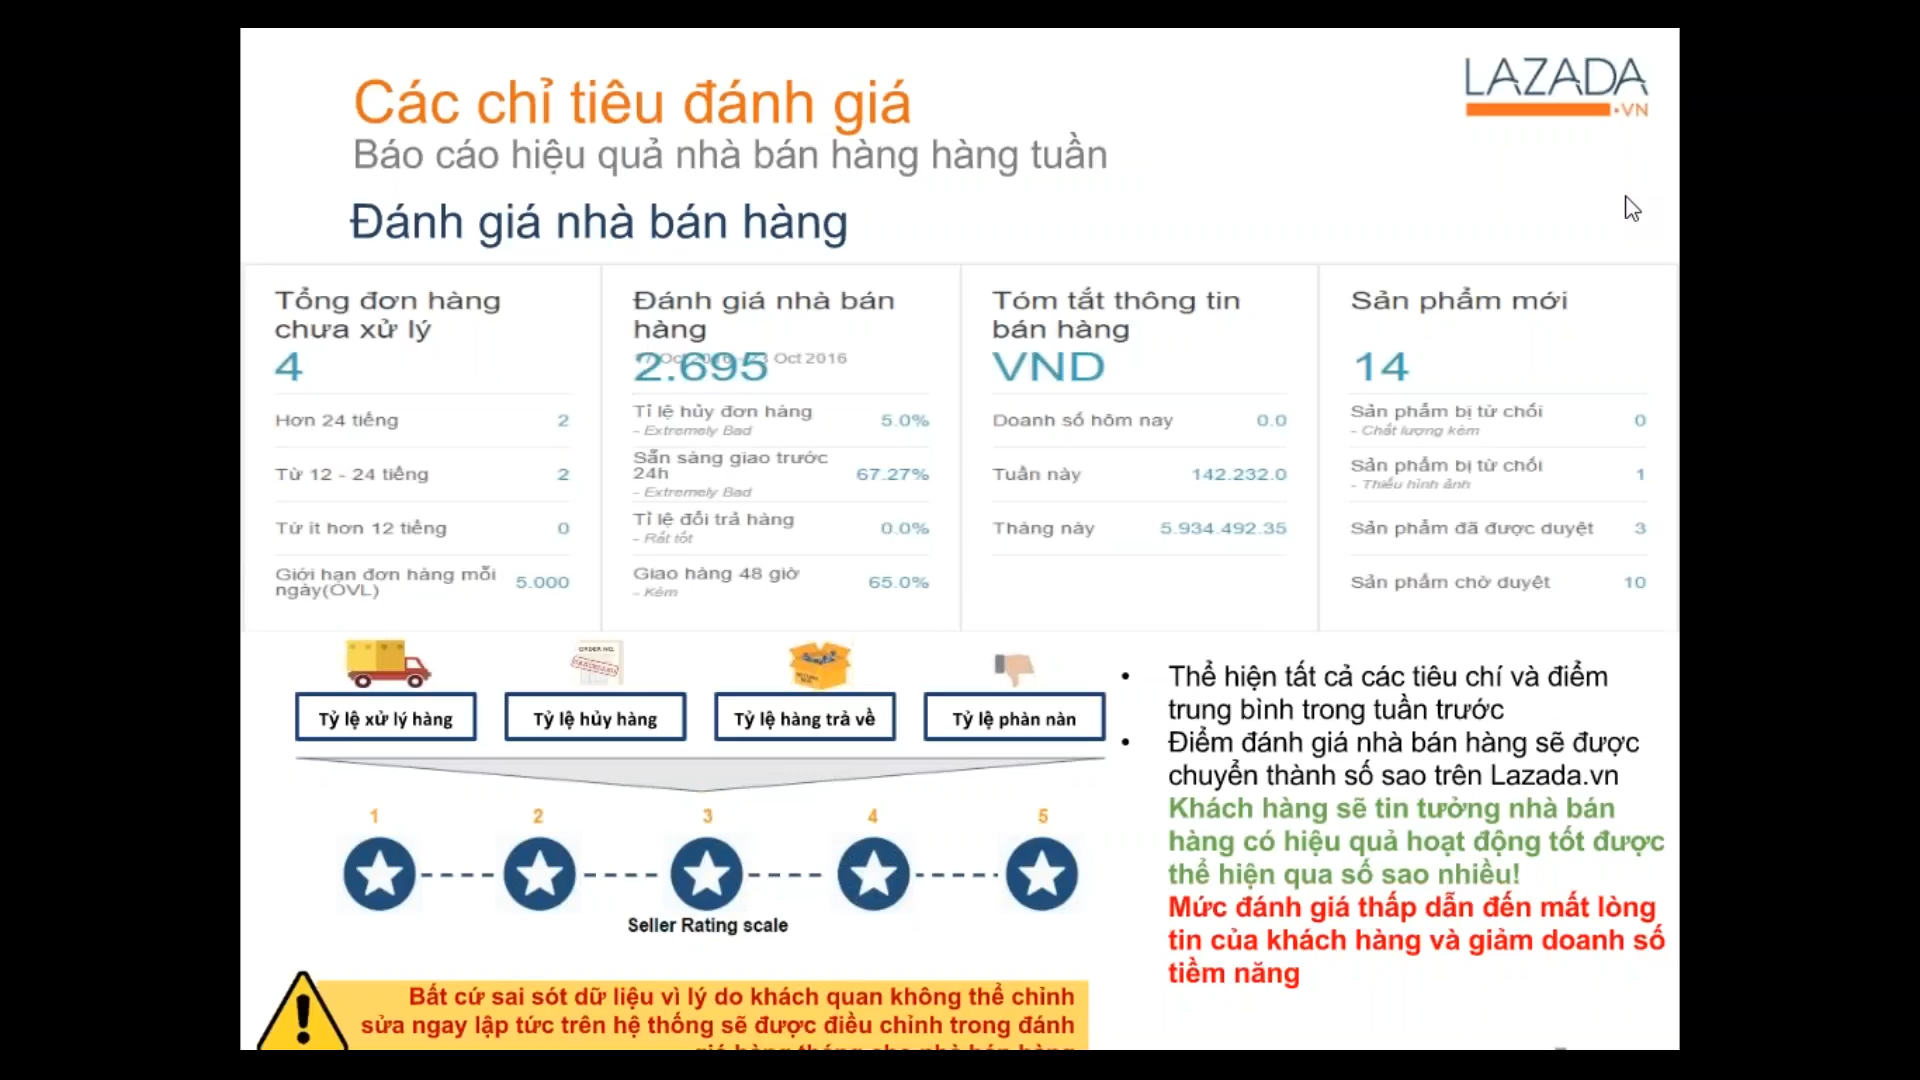 Các chỉ tiêu đánh giá
LAZADA
.VN
Báo cáo hiệu quả nhà bán hàng hàng tuần
Đánh giá nhà bán hàng
Tổng đơn hàng
chưa xử lý
4
Hơn 24 tiếng 2
Từ 12 - 24 tiếng 2
Từ ít hơn 12 tiếng 0
Giới hạn đơn hàng mỗi
ngày(OVL) 5.000
Đánh giá nhà bán
hàng
17 Oct 2016 - 23 Oct 2016
2.695
Tỉ lệ hủy đơn hàng 5.0%
- Extremely Bad
Sẵn sàng giao trước
24h 67.27%
- Extremely Bad
Tỉ lệ đổi trả hàng 0.0%
- Rất tốt
Giao hàng 48 giờ 65.0%
- Kém
Tóm tắt thông tin
bán hàng
VND
Doanh số hôm nay 0.0
Tuần này 142.232.0
Tháng này 5.934.492.35
Sản phẩm mới
14
Sản phẩm bị từ chối 0
- Chất lượng kém
Sản phẩm bị từ chối 1
- Thiếu hình ảnh
Sản phẩm đã được duyệt 3
Sản phẩm chờ duyệt 10
ORDER NO.
Tỷ lệ xử lý hàng
Tỷ lệ hủy hàng
Tỷ lệ hàng trả về
Tỷ lệ phàn nàn
1 2 3 4 5
Seller Rating scale
• Thể hiện tất cả các tiêu chí và điểm
trung bình trong tuần trước
• Điểm đánh giá nhà bán hàng sẽ được
chuyển thành số sao trên Lazada.vn
Khách hàng sẽ tin tưởng nhà bán
hàng có hiệu quả hoạt động tốt được
thể hiện qua số sao nhiều!
Mức đánh giá thấp dẫn đến mất lòng
tin của khách hàng và giảm doanh số
tiềm năng
Bất cứ sai sót dữ liệu vì lý do khách quan không thể chỉnh
sửa ngay lập tức trên hệ thống sẽ được điều chỉnh trong đánh
giá hàng tháng cho nhà bán hàng